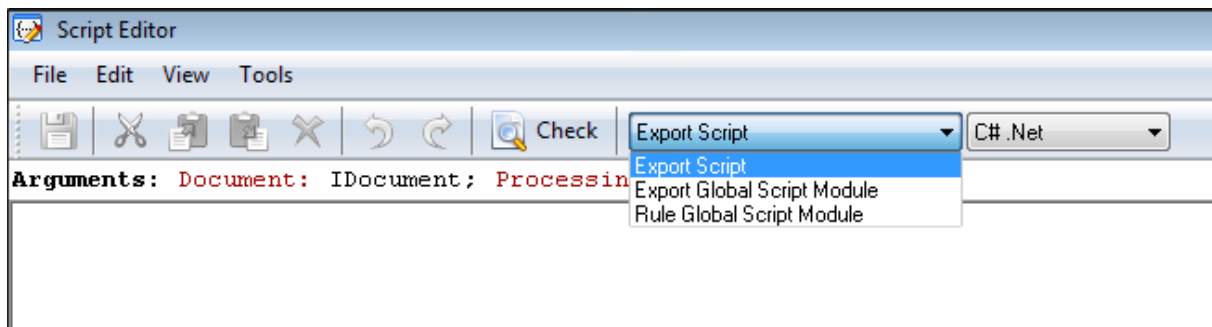 Script Editor
File Edit View Tools
Check Export Script C# .Net
Arguments: Document: IDocument; Processin
Export Script
Export Global Script Module
Rule Global Script Module